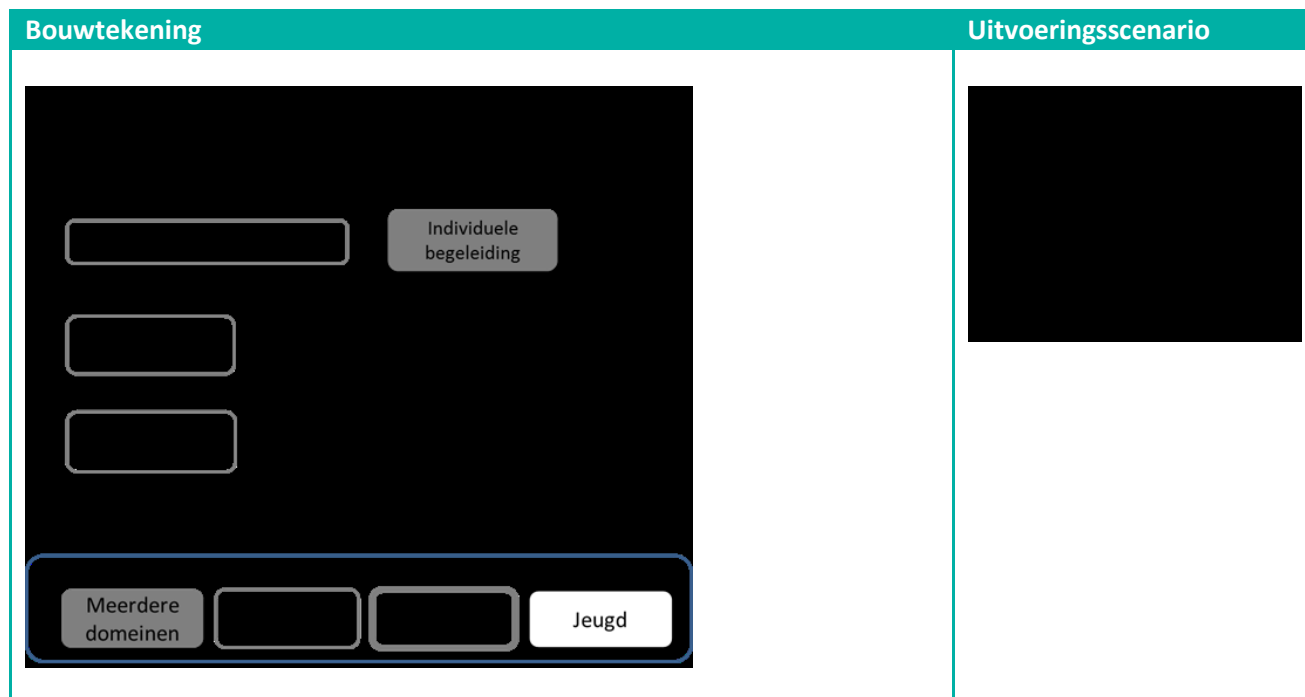 Bouwtekening
Uitvoeringsscenario
Individuele
begeleiding
Meerdere
domeinen
Jeugd